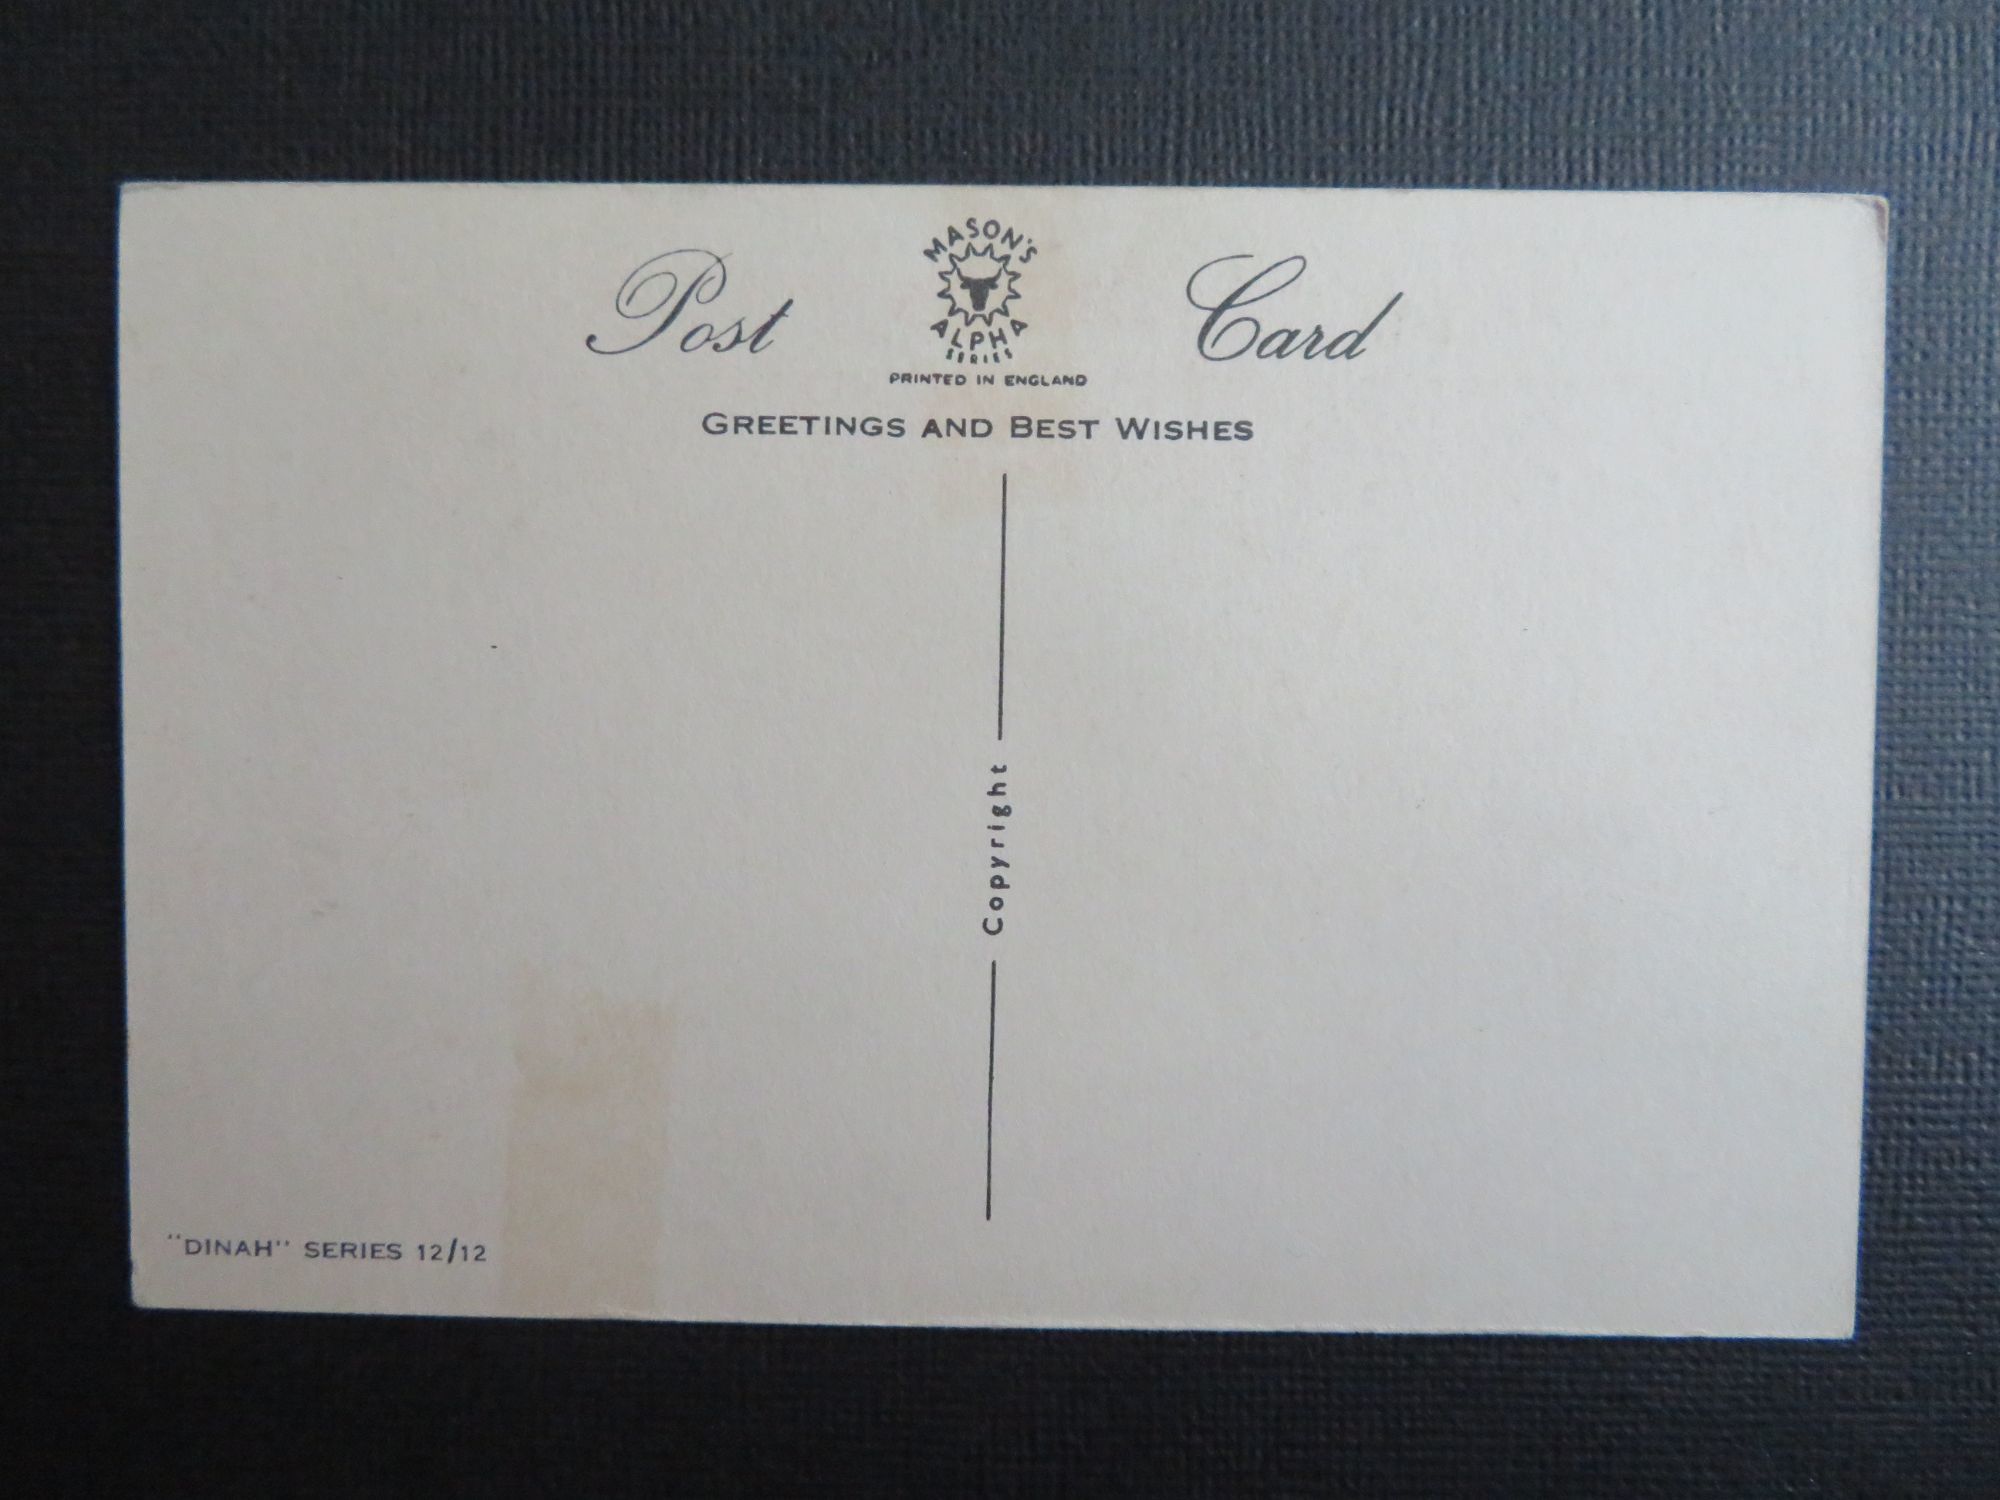 Post Card
MASON'S
ALPHA
SERIES
PRINTED IN ENGLAND
GREETINGS AND BEST WISHES
Copyright
"DINAH" SERIES 12/12